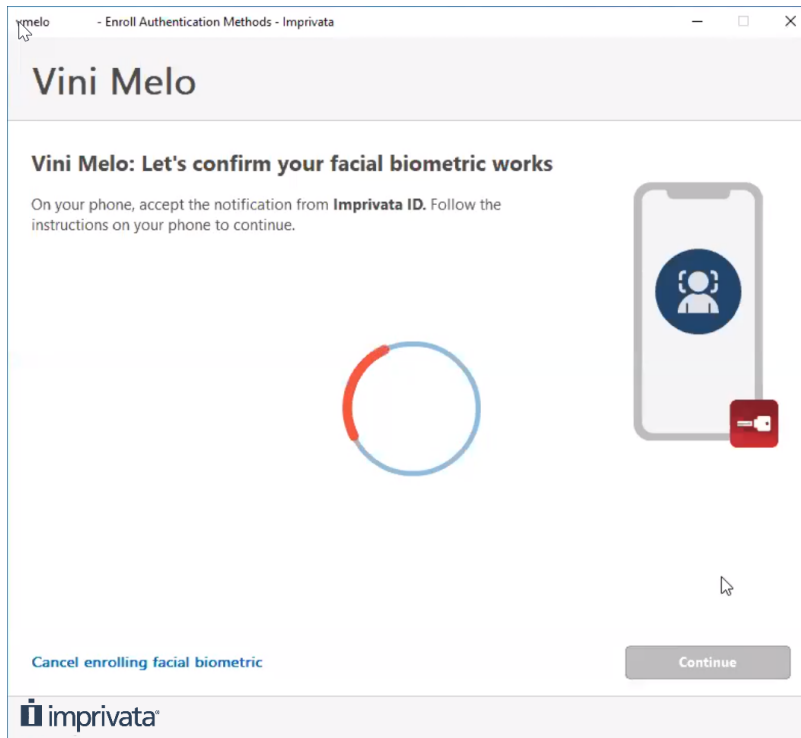 vmelo - Enroll Authentication Methods - Imprivata
Vini Melo
Vini Melo: Let's confirm your facial biometric works
On your phone, accept the notification from Imprivata ID. Follow the
instructions on your phone to continue.
Cancel enrolling facial biometric
Continue
imprivata®